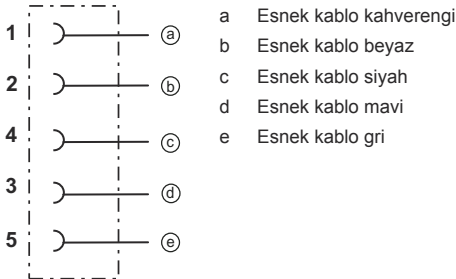 1 ⓐ
2 ⓑ
4 ⓒ
3 ⓓ
5 ⓔ
a Esnek kablo kahverengi
b Esnek kablo beyaz
c Esnek kablo siyah
d Esnek kablo mavi
e Esnek kablo gri